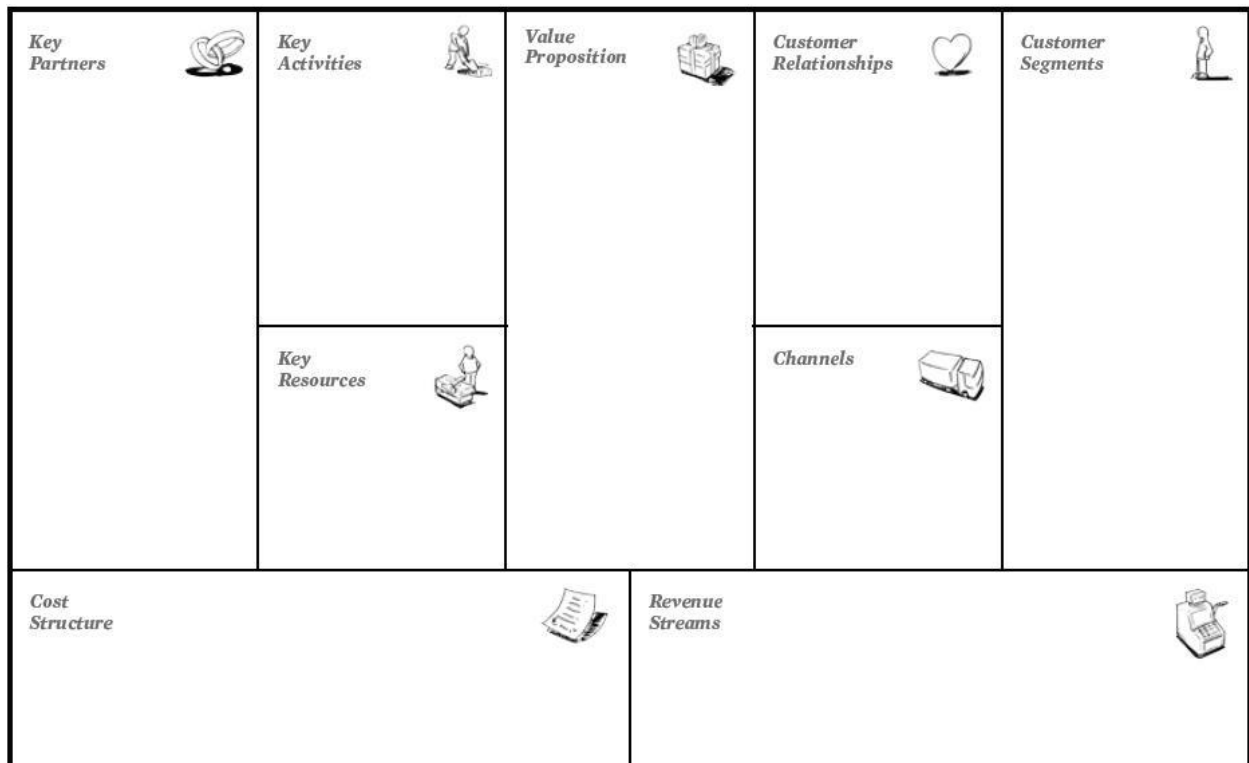 Key
Partners
Key
Activities
Value
Proposition
Customer
Relationships
Customer
Segments
Key
Resources
Channels
Cost
Structure
Revenue
Streams